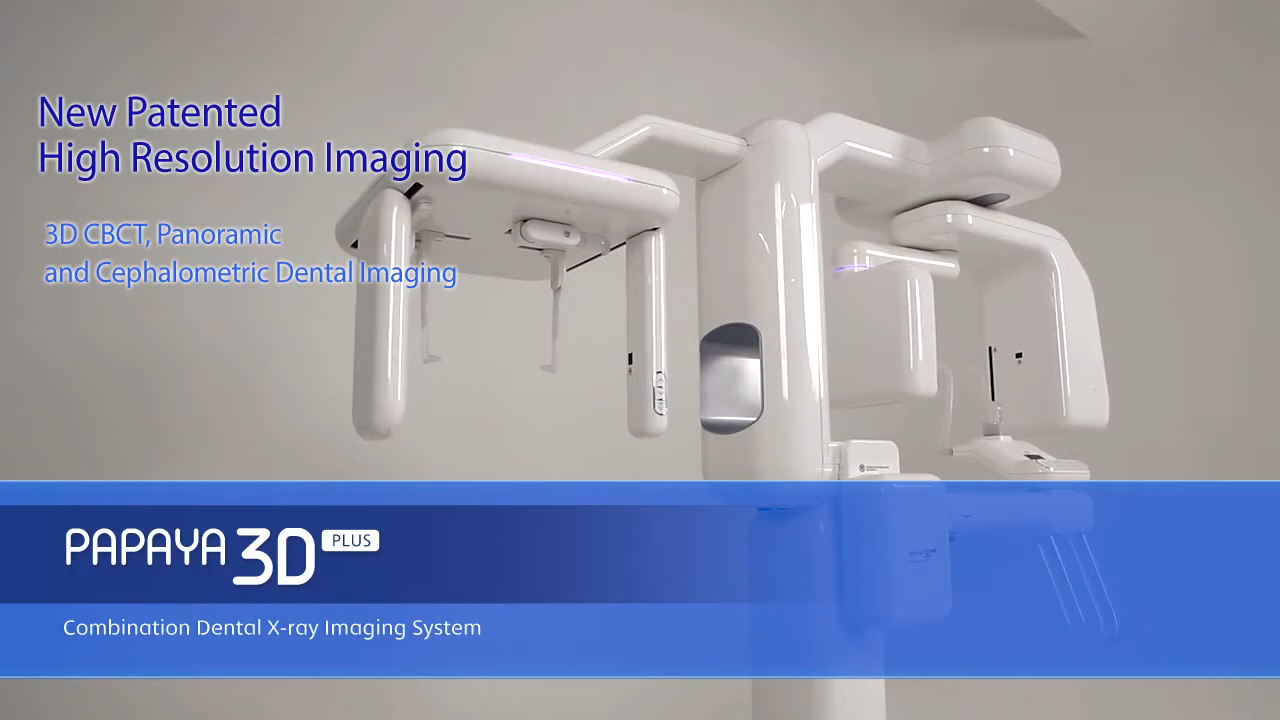 New Patented
High Resolution Imaging
3D CBCT, Panoramic
and Cephalometric Dental Imaging
PAPAYA 3D PLUS
Combination Dental X-ray Imaging System